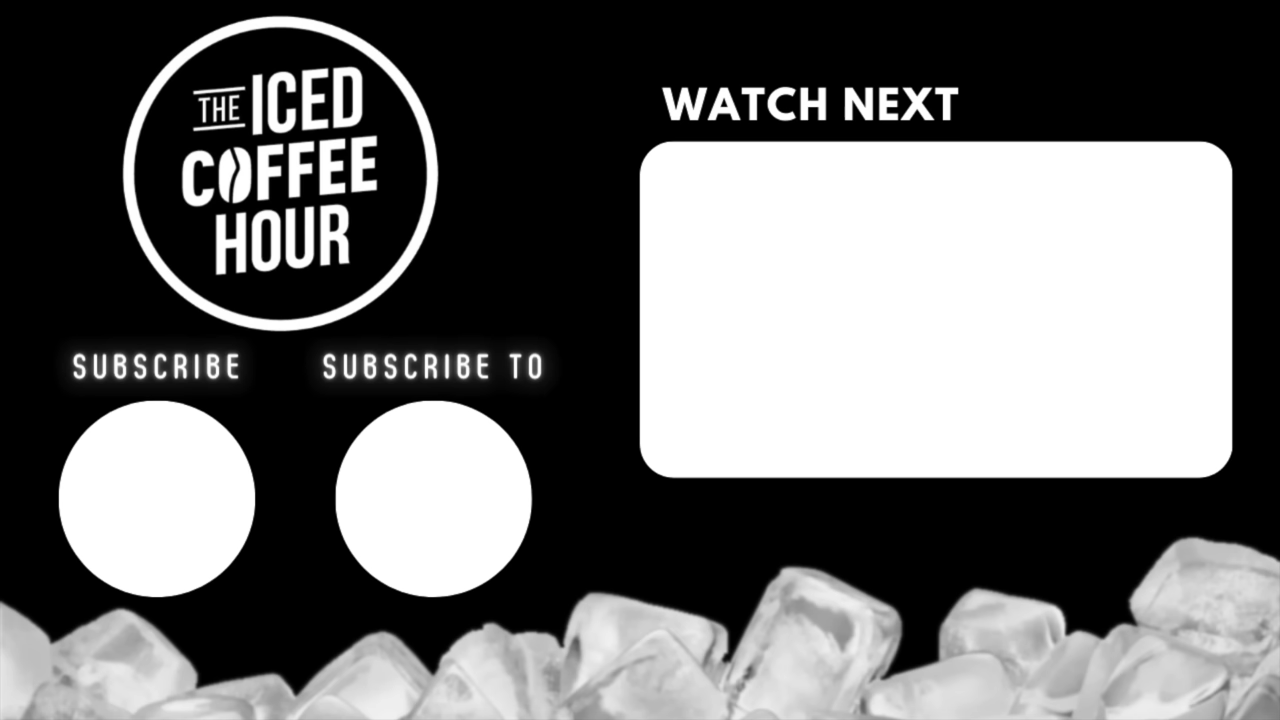 THE ICED
COFFEE
HOUR
WATCH NEXT
SUBSCRIBE
SUBSCRIBE TO